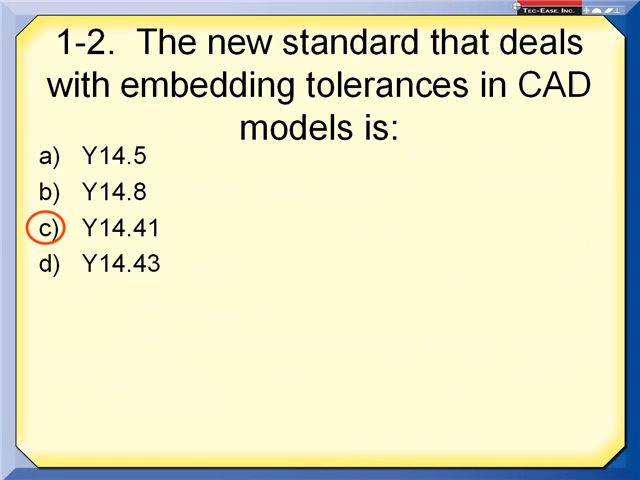 TEC-EASE, INC.
1-2. The new standard that deals
with embedding tolerances in CAD
models is:
a) Y14.5
b) Y14.8
c) Y14.41
d) Y14.43